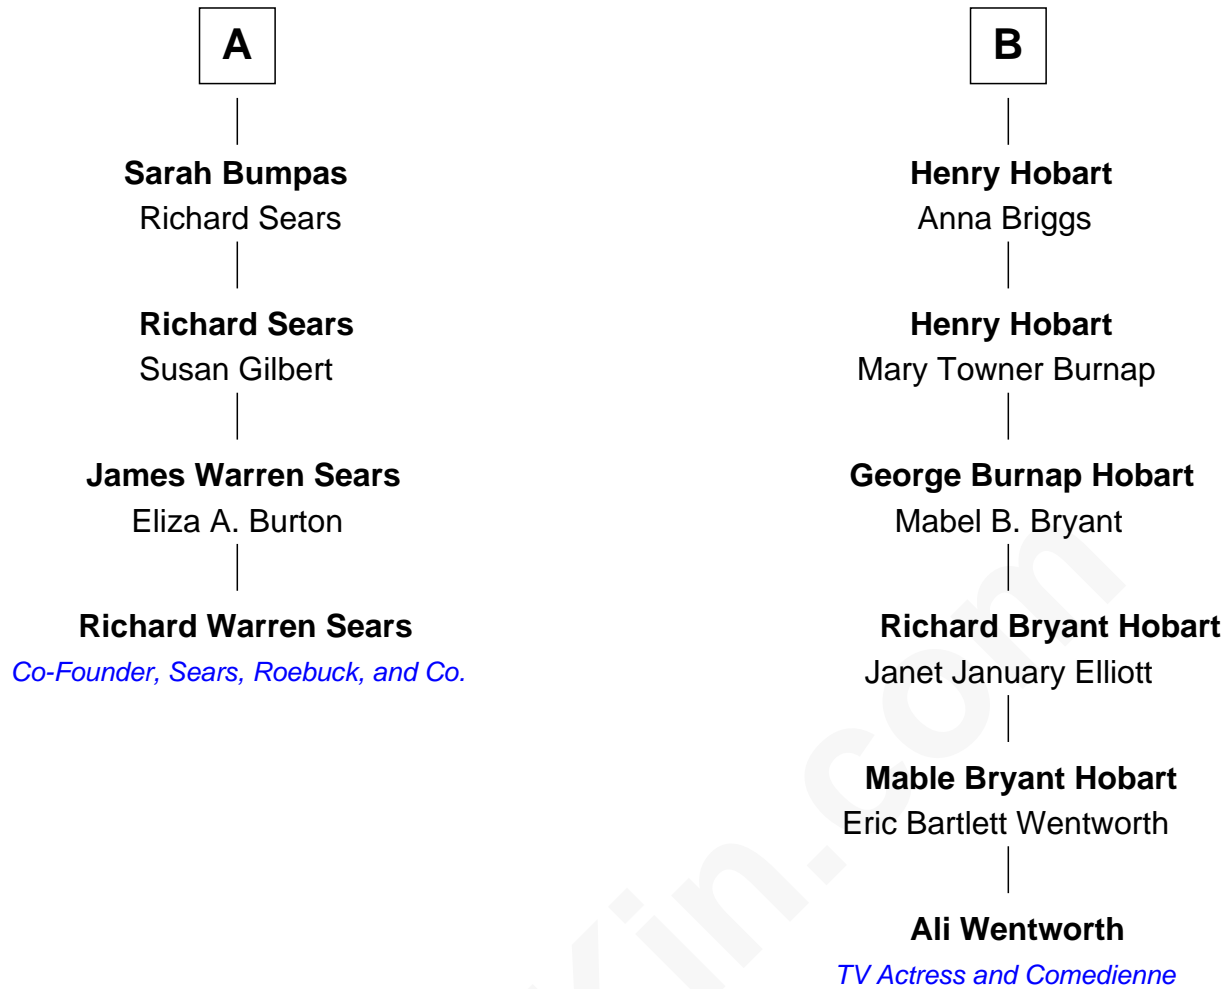 A
Sarah Bumpas
Richard Sears
Richard Sears
Susan Gilbert
James Warren Sears
Eliza A. Burton
Richard Warren Sears
Co-Founder, Sears, Roebuck, and Co.
B
Henry Hobart
Anna Briggs
Henry Hobart
Mary Towner Burnap
George Burnap Hobart
Mabel B. Bryant
Richard Bryant Hobart
Janet January Elliott
Mable Bryant Hobart
Eric Bartlett Wentworth
Ali Wentworth
TV Actress and Comedienne
Kin.com